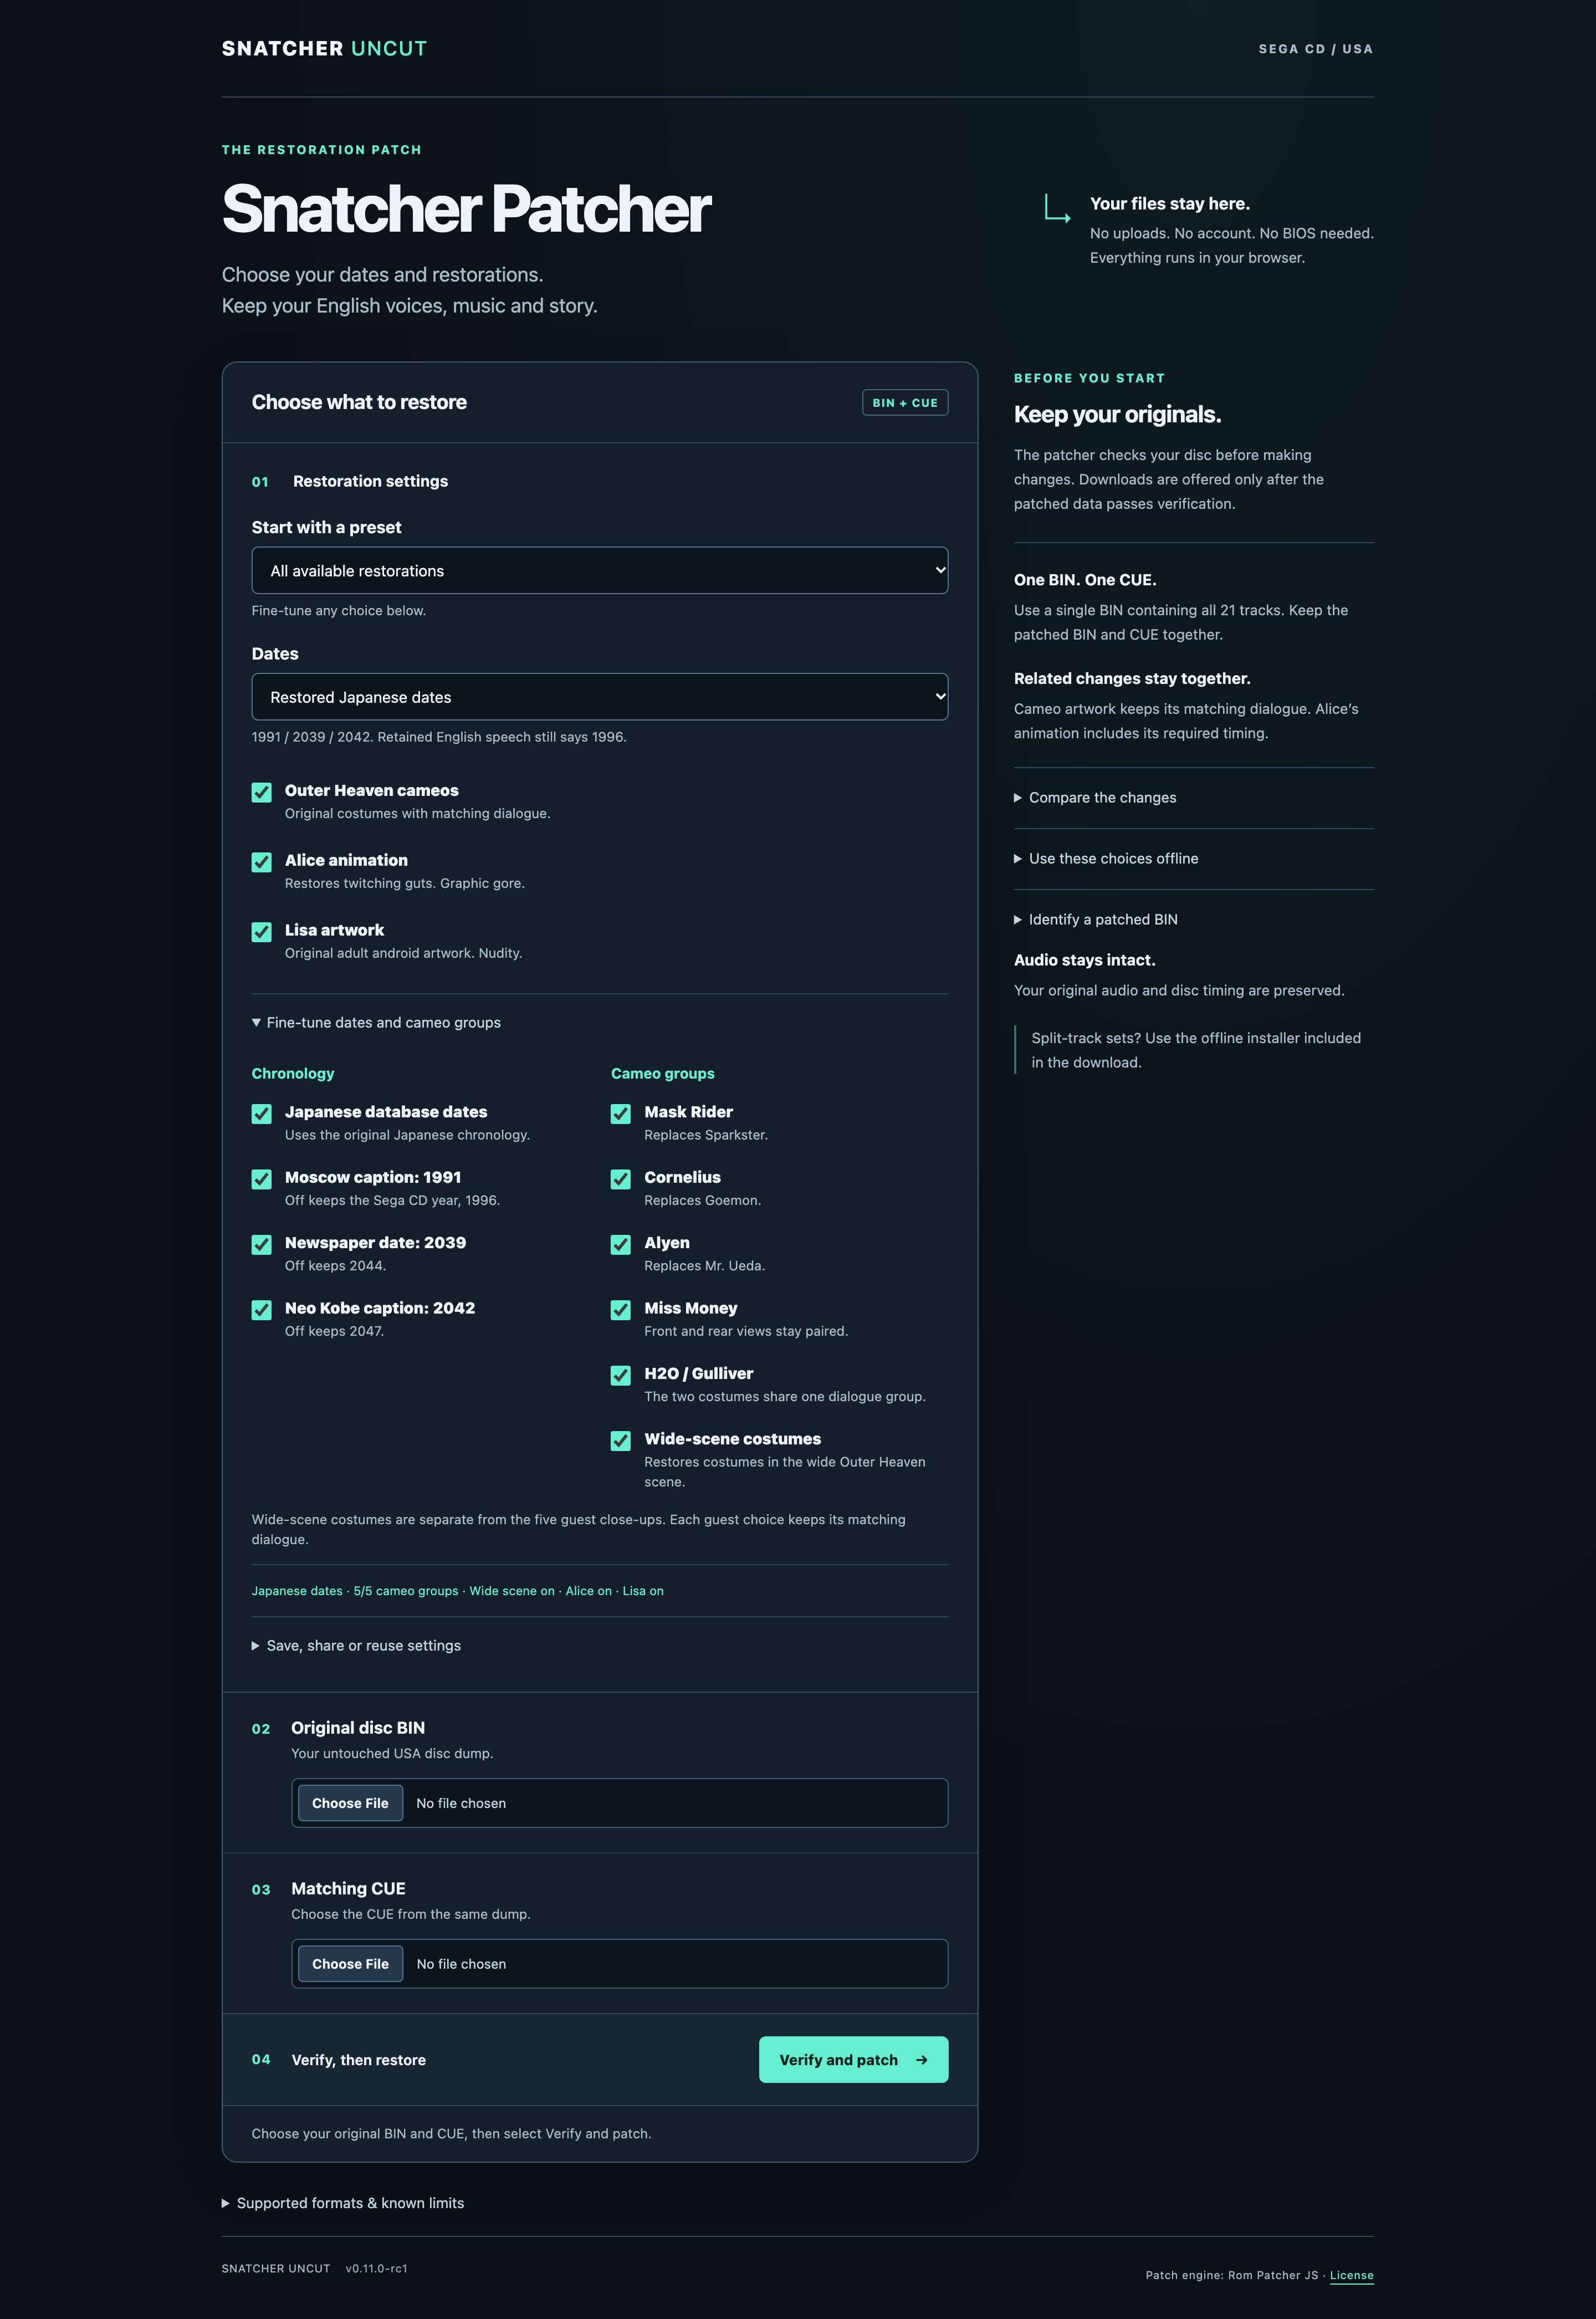 SNATCHER UNCUT
SEGA CD / USA
THE RESTORATION PATCH
Snatcher Patcher
Choose your dates and restorations.
Keep your English voices, music and story.
Your files stay here.
No uploads. No account. No BIOS needed.
Everything runs in your browser.
Choose what to restore
BIN + CUE
01 Restoration settings
Start with a preset
All available restorations
Fine-tune any choice below.
Dates
Restored Japanese dates
1991 / 2039 / 2042. Retained English speech still says 1996.
Outer Heaven cameos
Original costumes with matching dialogue.
Alice animation
Restores twitching guts. Graphic gore.
Lisa artwork
Original adult android artwork. Nudity.
Fine-tune dates and cameo groups
Chronology
Japanese database dates
Uses the original Japanese chronology.
Moscow caption: 1991
Off keeps the Sega CD year, 1996.
Newspaper date: 2039
Off keeps 2044.
Neo Kobe caption: 2042
Off keeps 2047.
Cameo groups
Mask Rider
Replaces Sparkster.
Cornelius
Replaces Goemon.
Alyen
Replaces Mr. Ueda.
Miss Money
Front and rear views stay paired.
H2O / Gulliver
The two costumes share one dialogue group.
Wide-scene costumes
Restores costumes in the wide Outer Heaven
scene.
Wide-scene costumes are separate from the five guest close-ups. Each guest choice keeps its matching
dialogue.
Japanese dates · 5/5 cameo groups · Wide scene on · Alice on · Lisa on
Save, share or reuse settings
02 Original disc BIN
Your untouched USA disc dump.
Choose File No file chosen
03 Matching CUE
Choose the CUE from the same dump.
Choose File No file chosen
04 Verify, then restore
Verify and patch →
Choose your original BIN and CUE, then select Verify and patch.
BEFORE YOU START
Keep your originals.
The patcher checks your disc before making
changes. Downloads are offered only after the
patched data passes verification.
One BIN. One CUE.
Use a single BIN containing all 21 tracks. Keep the
patched BIN and CUE together.
Related changes stay together.
Cameo artwork keeps its matching dialogue. Alice’s
animation includes its required timing.
Compare the changes
Use these choices offline
Identify a patched BIN
Audio stays intact.
Your original audio and disc timing are preserved.
Split-track sets? Use the offline installer included
in the download.
Supported formats & known limits
SNATCHER UNCUT v0.11.0-rc1
Patch engine: Rom Patcher JS · License